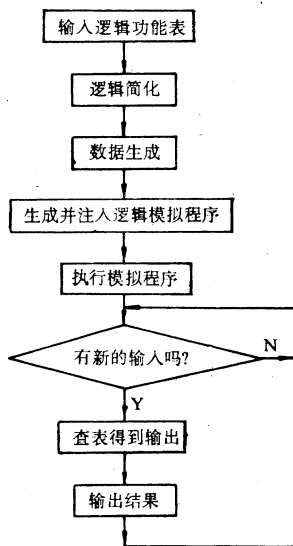 输入逻辑功能表
逻辑简化
数据生成
生成并注入逻辑模拟程序
执行模拟程序
有新的输入吗?
N
Y
查表得到输出
输出结果